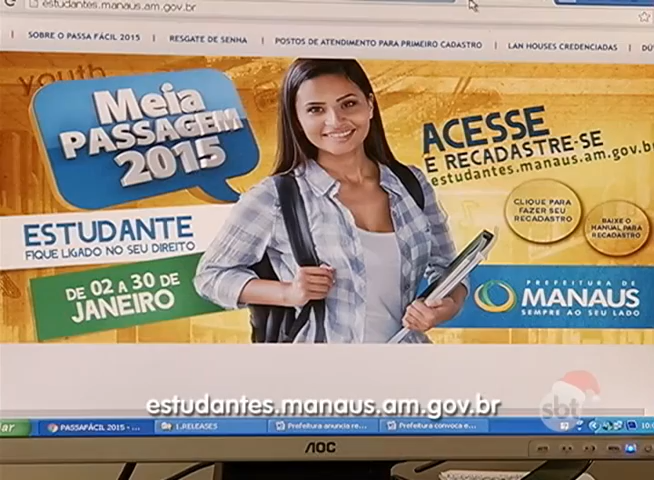 estudantes.manaus.am.gov.br
SOBRE O PASSA FÁCIL 2015 | RESGATE DE SENHA | POSTOS DE ATENDIMENTO PARA PRIMEIRO CADASTRO | LAN HOUSES CREDENCIADAS
youth
Meia
PASSAGEM
2015
ACESSE
E RECADASTRE-SE
estudantes.manaus.am.gov.b
CLIQUE PARA
FAZER SEU
RECADASTRO
BAIXE O
MANUAL PARA
RECADASTRO
ESTUDANTE
FIQUE LIGADO NO SEU DIREITO
DE 02 A 30 DE
JANEIRO
PREFEITURA DE
MANAUS
SEMPRE AO SEU LADO
estudantes.manaus.am.gov.br
sbt
ar
PASSAFÁCIL 2015 - ...
1.RELEASES
Prefeitura anuncia re...
Prefeitura convoca e...
AOC